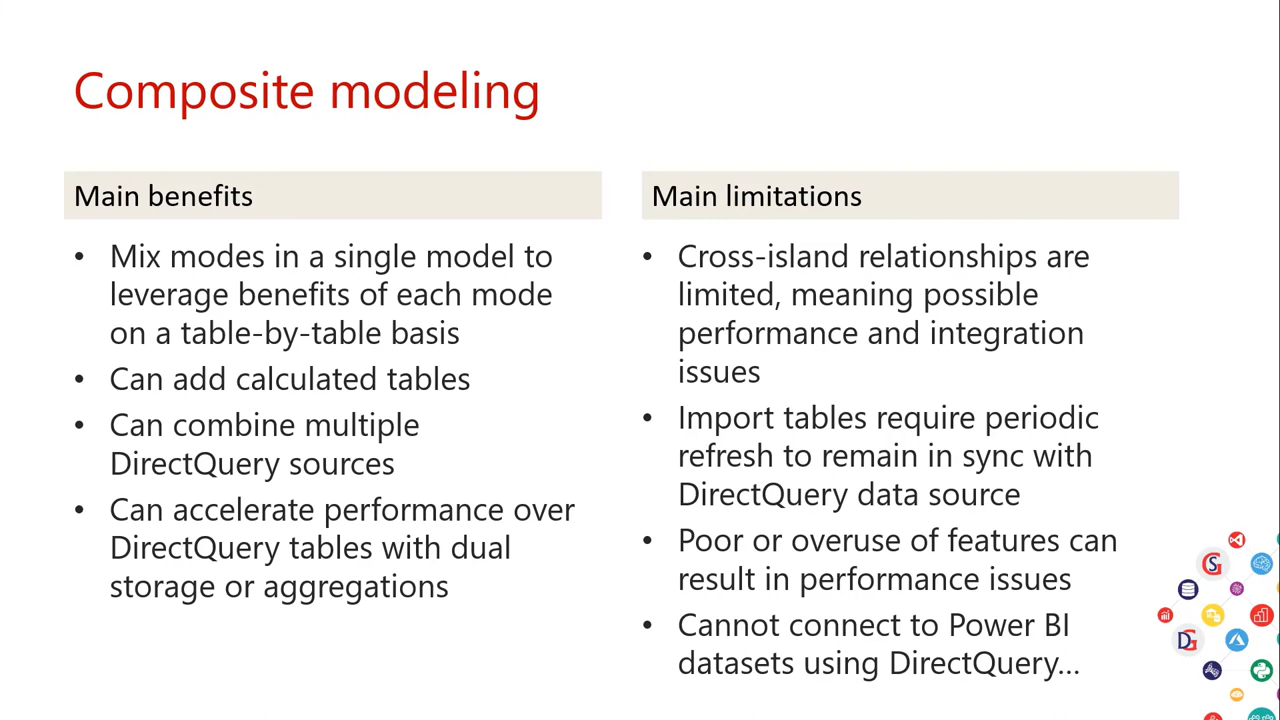 Composite modeling
Main benefits
• Mix modes in a single model to
leverage benefits of each mode
on a table-by-table basis
• Can add calculated tables
• Can combine multiple
DirectQuery sources
• Can accelerate performance over
DirectQuery tables with dual
storage or aggregations
Main limitations
• Cross-island relationships are
limited, meaning possible
performance and integration
issues
• Import tables require periodic
refresh to remain in sync with
DirectQuery data source
• Poor or overuse of features can
result in performance issues
• Cannot connect to Power BI
datasets using DirectQuery...
SG
DG